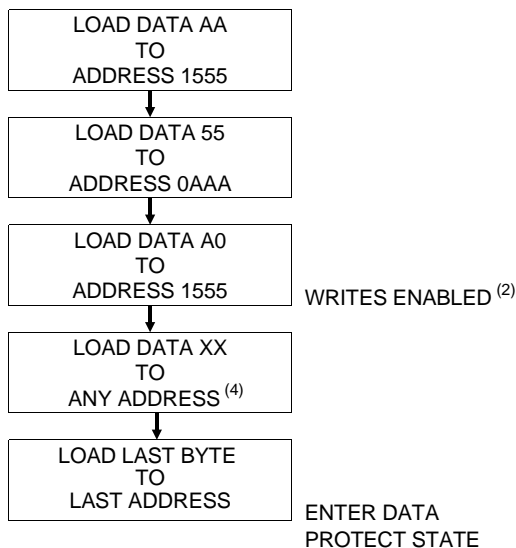 LOAD DATA AA
TO
ADDRESS 1555
LOAD DATA 55
TO
ADDRESS 0AAA
LOAD DATA A0
TO
ADDRESS 1555
WRITES ENABLED (2)
LOAD DATA XX
TO
ANY ADDRESS (4)
LOAD LAST BYTE
TO
LAST ADDRESS
ENTER DATA
PROTECT STATE